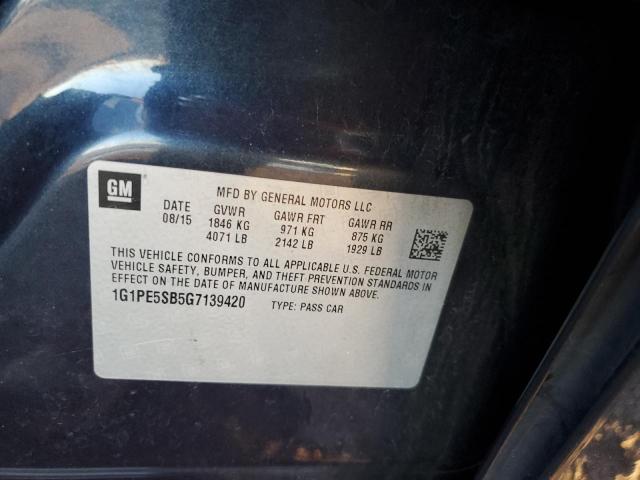 GM
MFD BY GENERAL MOTORS LLC
DATE GVWR GAWR FRT GAWR RR
08/15 1846 KG 971 KG 875 KG
4071 LB 2142 LB 1929 LB
THIS VEHICLE CONFORMS TO ALL APPLICABLE U.S. FEDERAL MOTOR
VEHICLE SAFETY, BUMPER, AND THEFT PREVENTION STANDARDS IN
EFFECT ON THE DATE OF MANUFACTURE SHOWN ABOVE.
1G1PE5SB5G7139420 TYPE: PASS CAR